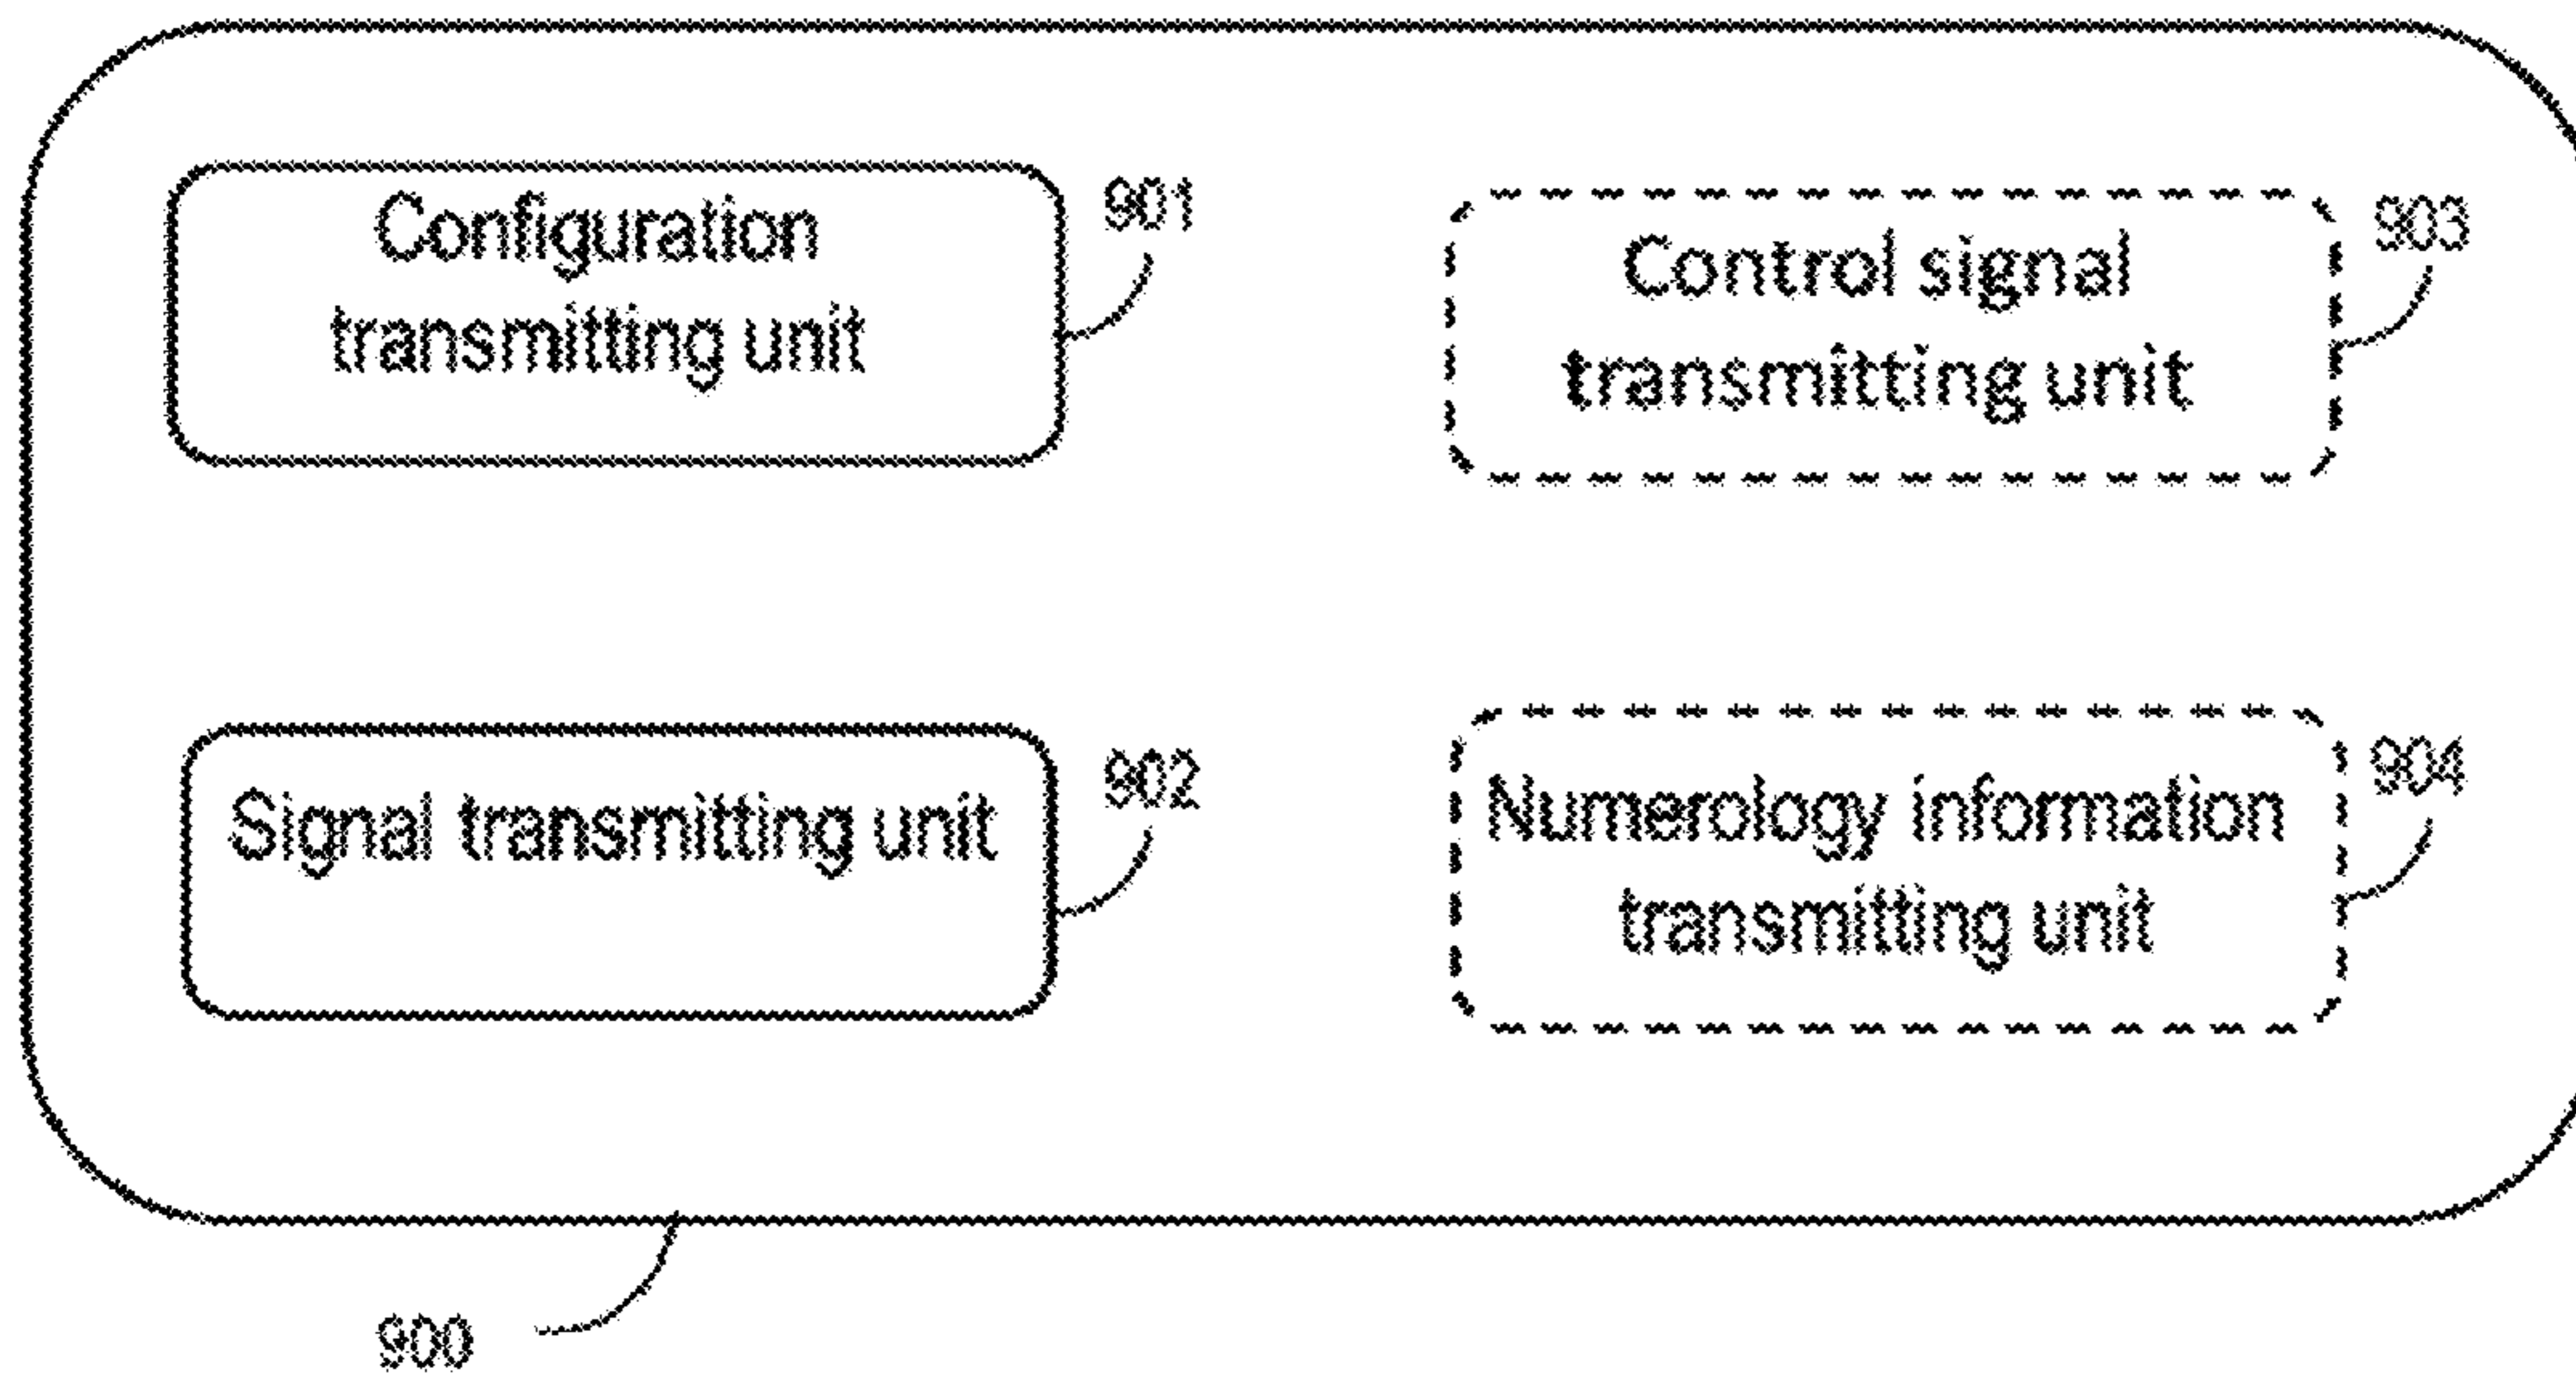 Configuration
transmitting unit
901
Control signal
transmitting unit
903
Signal transmitting unit
902
Numerology information
transmitting unit
904
900